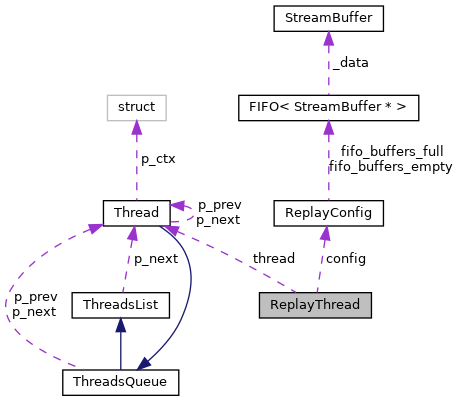 StreamBuffer
_data
struct
FIFO< StreamBuffer * >
p_ctx
fifo_buffers_full
fifo_buffers_empty
Thread
p_prev
p_next
ReplayConfig
p_next
thread
config
p_prev
p_next
ThreadsList
ReplayThread
ThreadsQueue